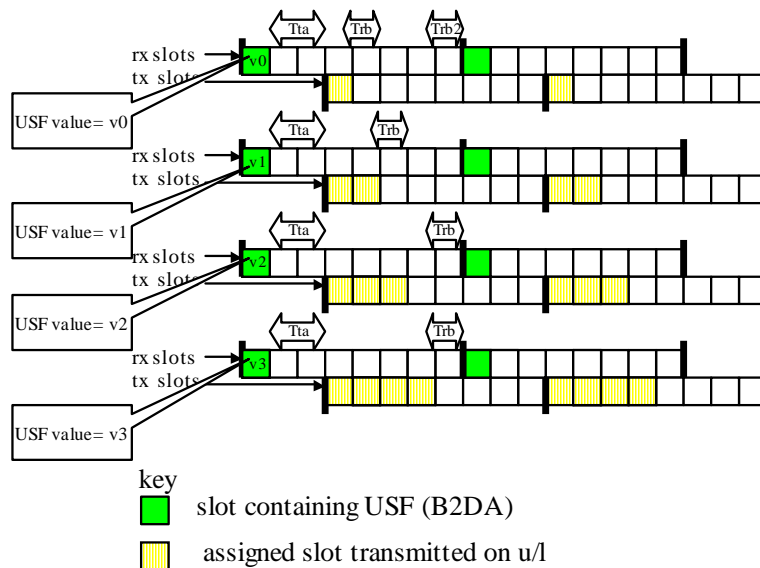 Tta Trb Trb2
rx slots v0
tx slots
USF value= v0
Tta Trb
rx slots v1
tx slots
USF value= v1
Tta Trb
rx slots v2
tx slots
USF value= v2
Tta Trb
rx slots v3
tx slots
USF value= v3
key
slot containing USF (B2DA)
assigned slot transmitted on u/l